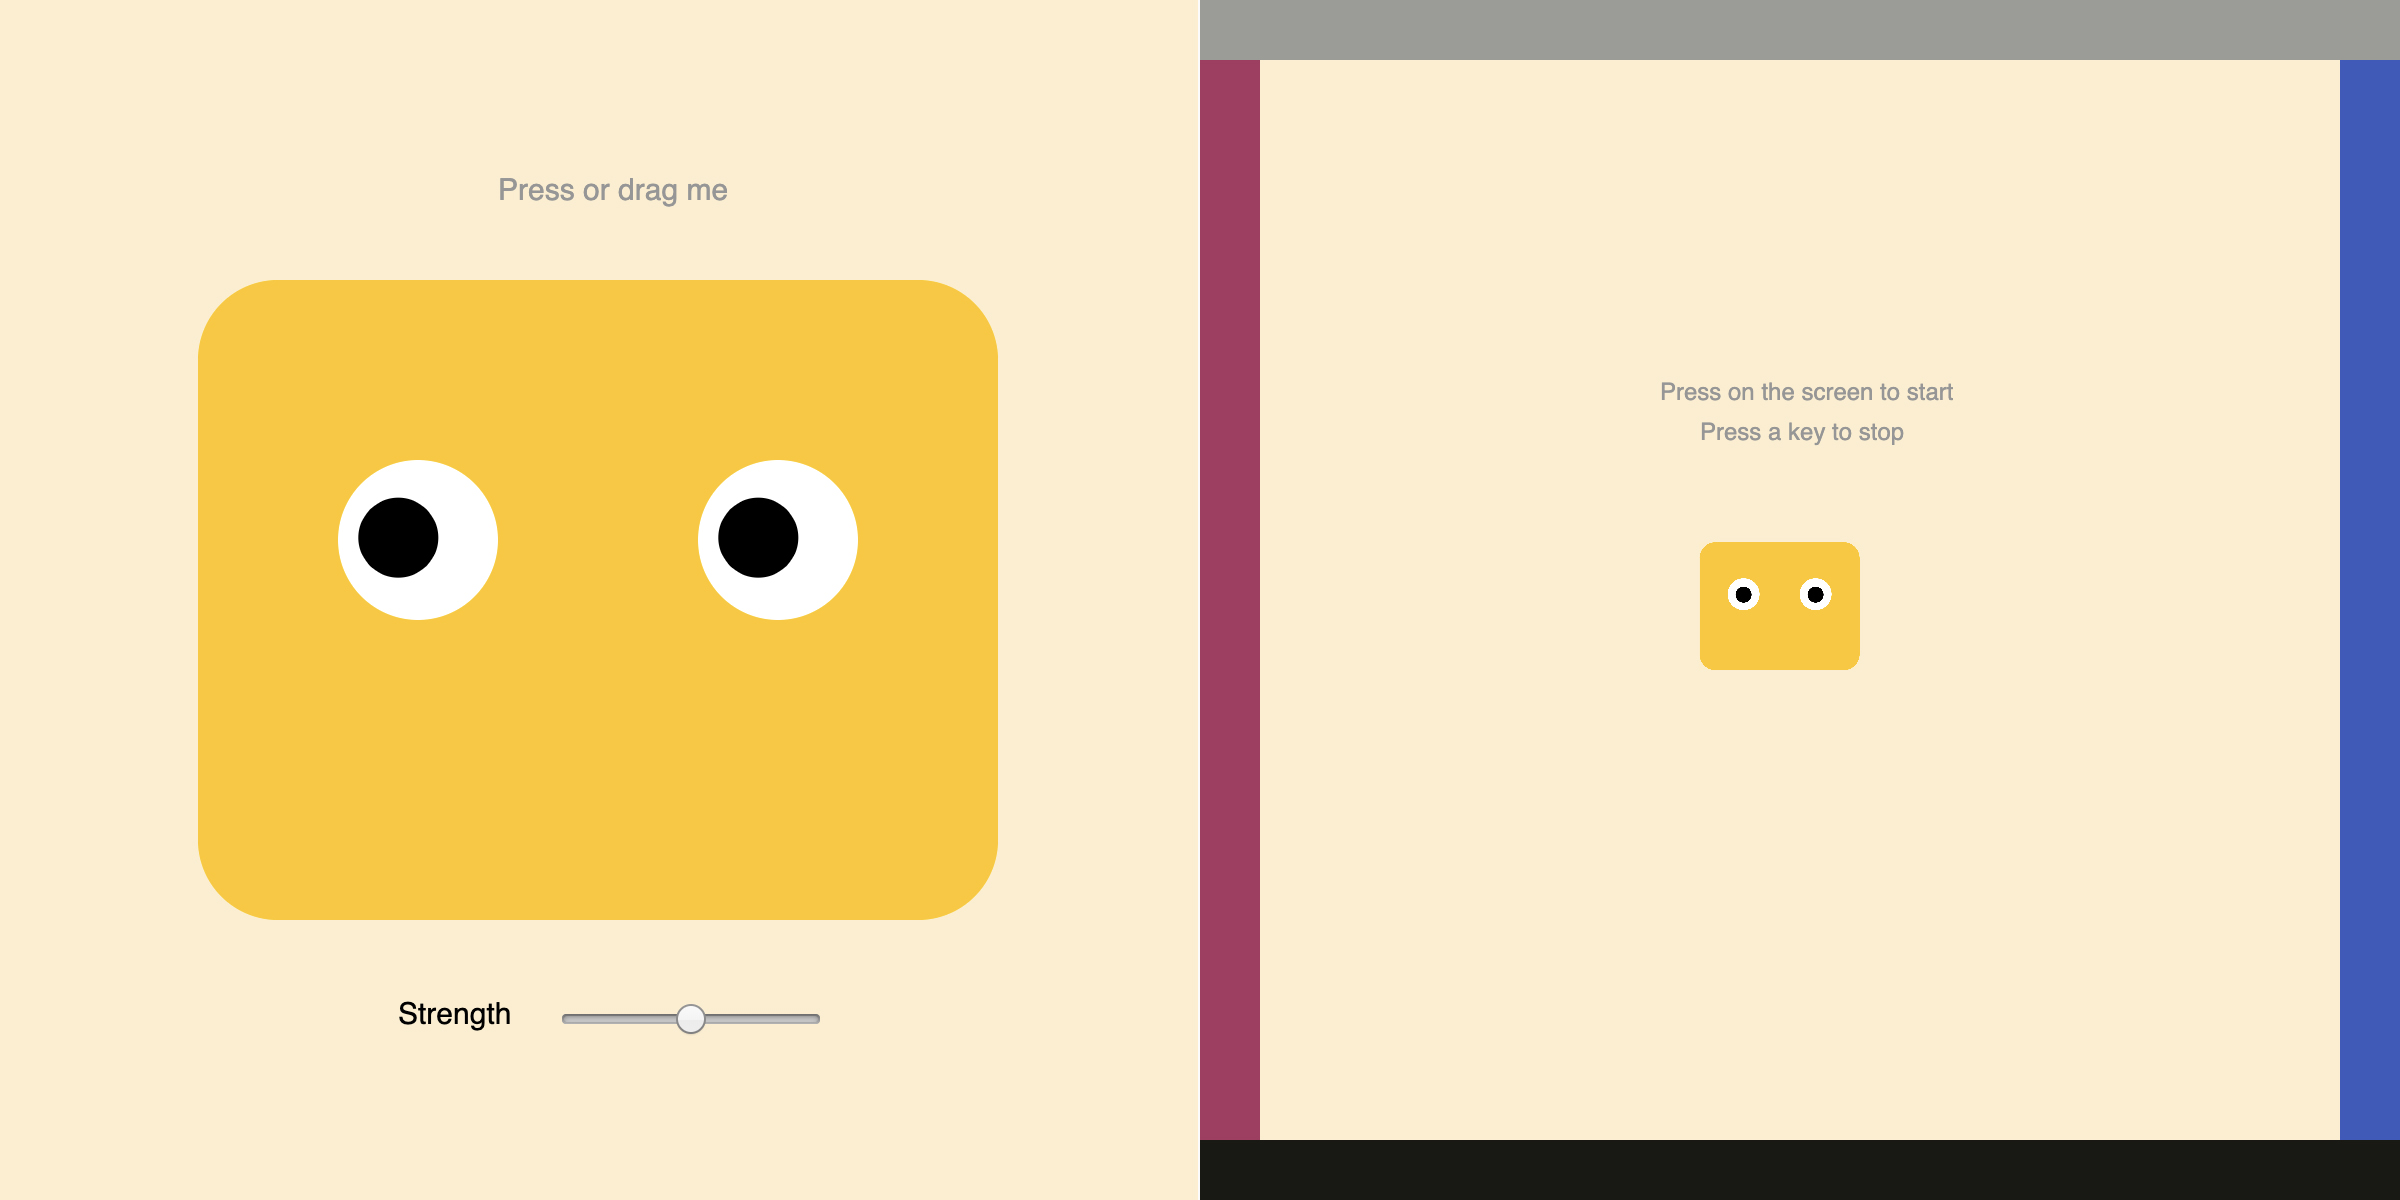 Press or drag me
Strength
Press on the screen to start
Press a key to stop